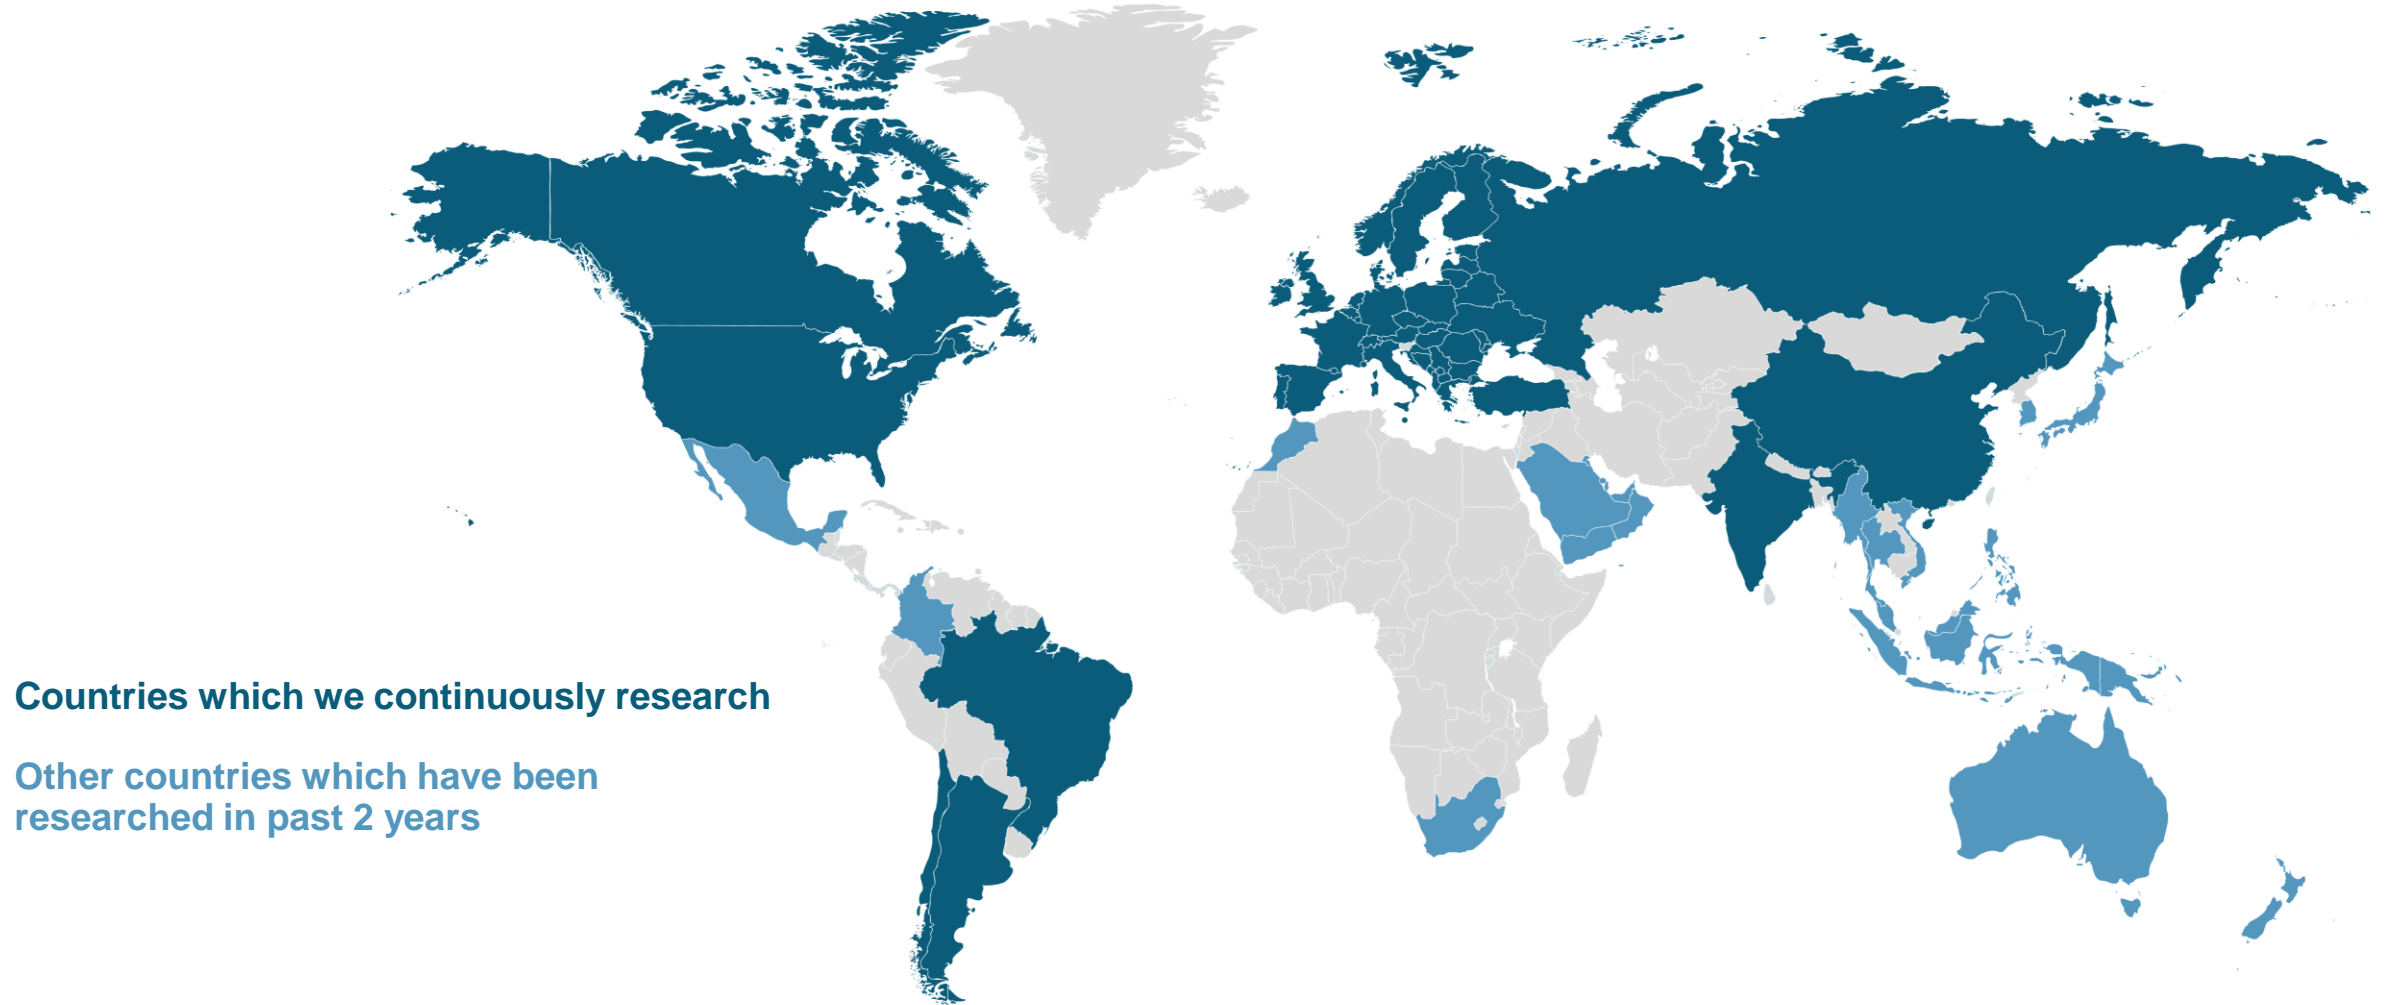 Countries which we continuously research
Other countries which have been
researched in past 2 years